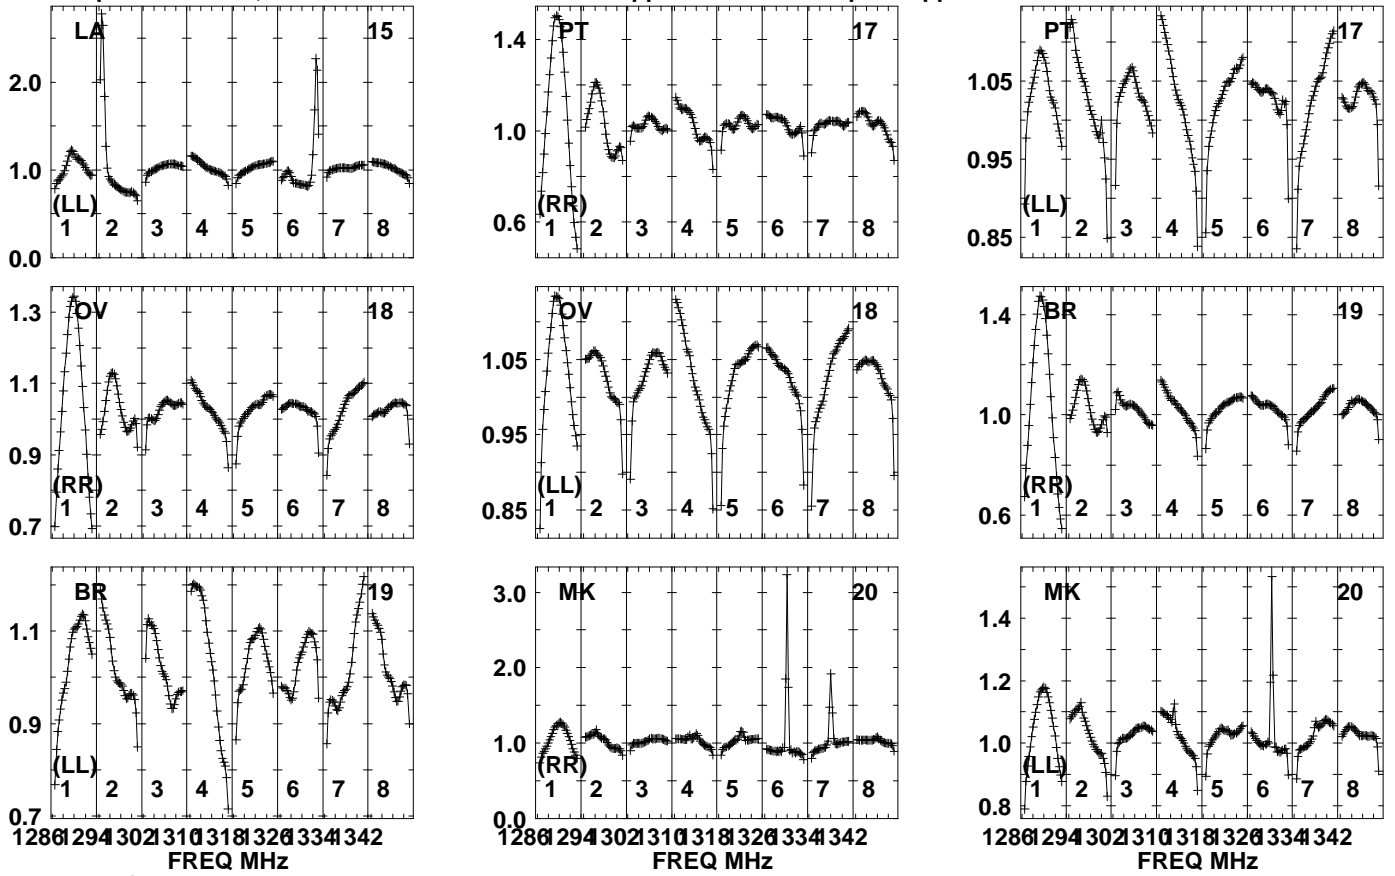 LA 15
2.0
1.0
0.0
(LL)
1 2 3 4 5 6 7 8
PT 17
1.4
1.0
0.6
(RR)
1 2 3 4 5 6 7 8
PT 17
1.05
0.95
0.85
(LL)
1 2 3 4 5 6 7 8
OV 18
1.3
1.1
0.9
0.7
(RR)
1 2 3 4 5 6 7 8
OV 18
1.05
0.95
0.85
(LL)
1 2 3 4 5 6 7 8
BR 19
1.4
1.0
0.6
(RR)
1 2 3 4 5 6 7 8
BR 19
1.1
0.9
0.7
(LL)
1 2 3 4 5 6 7 8
1286 1294 1302 1310 1318 1326 1334 1342
FREQ MHz
MK 20
3.0
2.0
1.0
0.0
(RR)
1 2 3 4 5 6 7 8
1286 1294 1302 1310 1318 1326 1334 1342
FREQ MHz
MK 20
1.4
1.2
1.0
0.8
(LL)
1 2 3 4 5 6 7 8
1286 1294 1302 1310 1318 1326 1334 1342
FREQ MHz